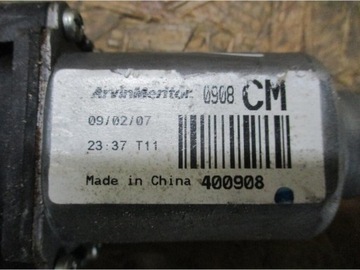 ArvinMeritor 0908 CM
09/02/07
23:37 T11
Made in China 400908